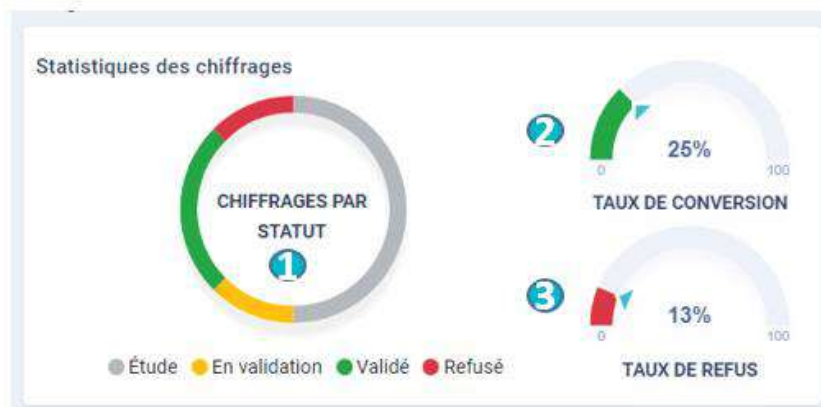 Statistiques des chiffrages
CHIFFRAGES PAR
STATUT
1
Étude En validation Validé Refusé
2
25%
0 100
TAUX DE CONVERSION
3
13%
0 100
TAUX DE REFUS